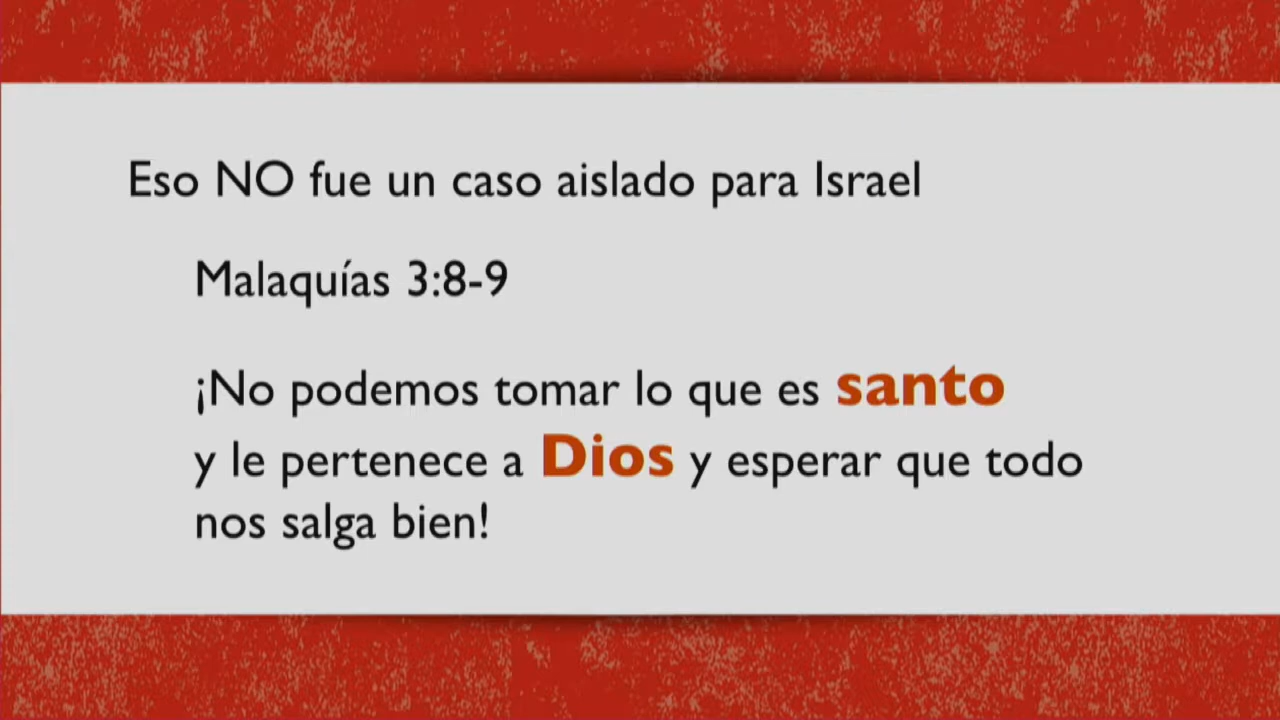 Eso NO fue un caso aislado para Israel
Malaquías 3:8-9
¡No podemos tomar lo que es santo
y le pertenece a Dios y esperar que todo
nos salga bien!